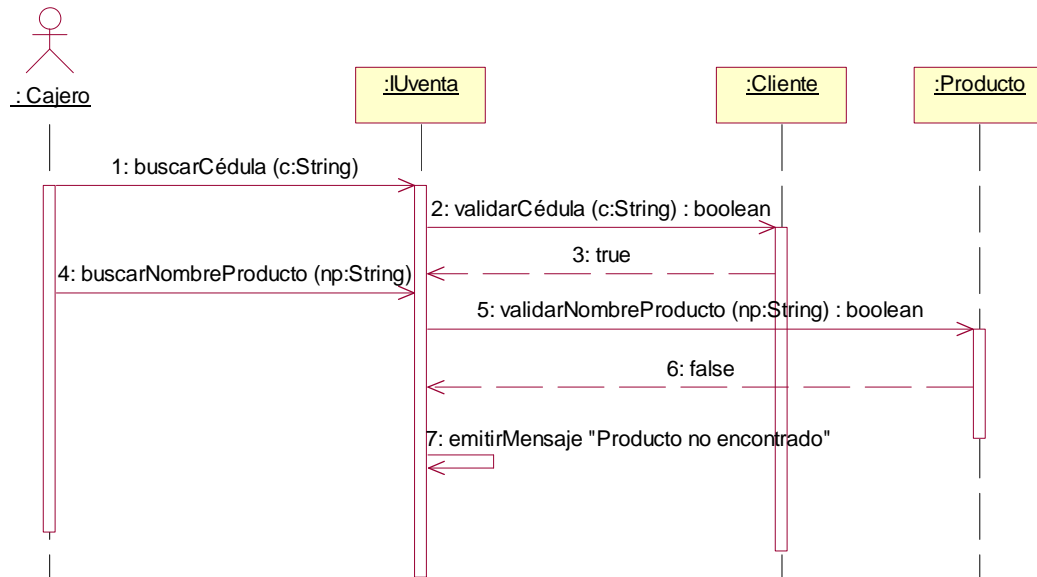 : Cajero
:IUventa
:Cliente
:Producto
1: buscarCédula (c:String)
2: validarCédula (c:String) : boolean
3: true
4: buscarNombreProducto (np:String)
5: validarNombreProducto (np:String) : boolean
6: false
7: emitirMensaje "Producto no encontrado"